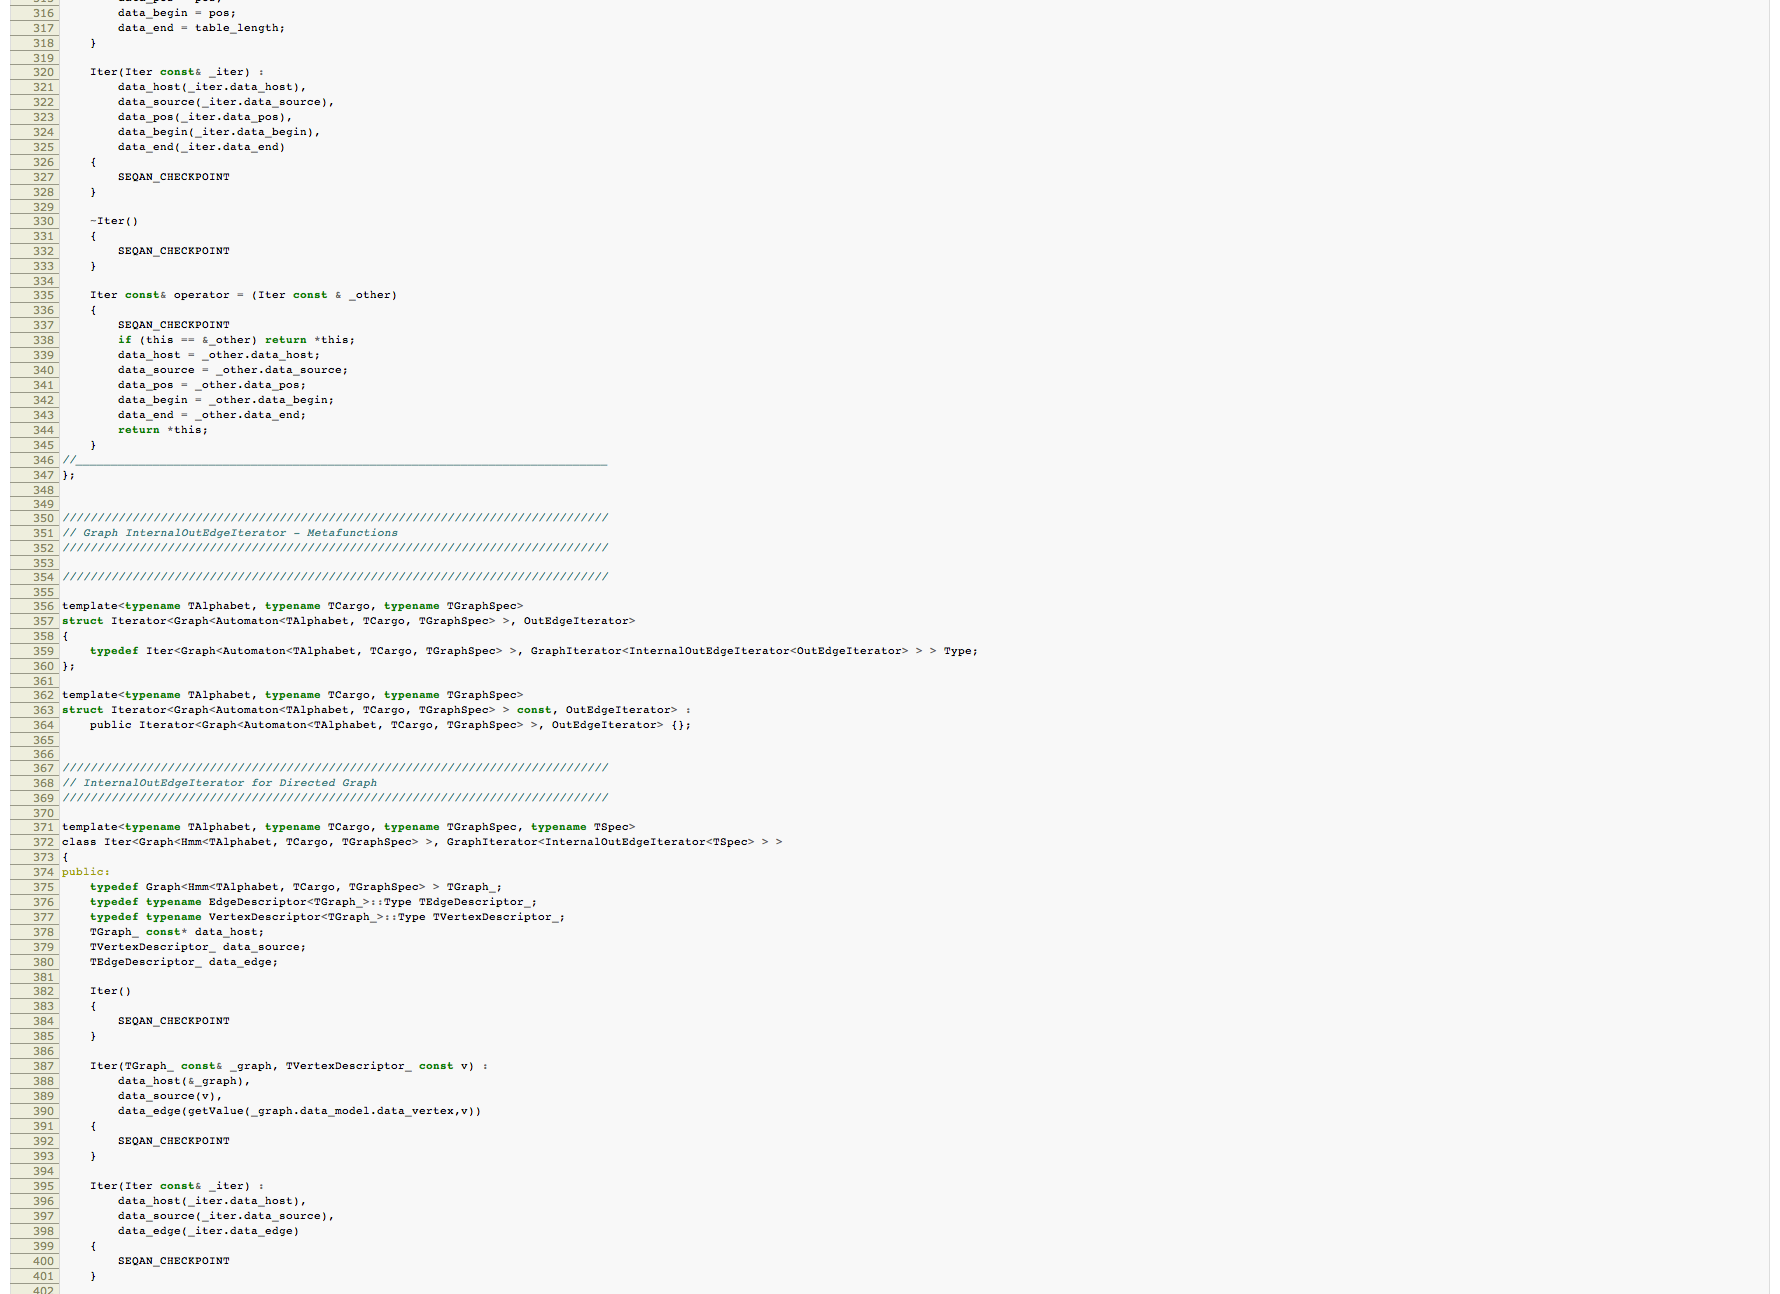 316         data_begin = pos;
317         data_end = table_length;
318     }
319
320     Iter(Iter const& _iter) :
321         data_host(_iter.data_host),
322         data_source(_iter.data_source),
323         data_pos(_iter.data_pos),
324         data_begin(_iter.data_begin),
325         data_end(_iter.data_end)
326     {
327         SEQAN_CHECKPOINT
328     }
329
330     ~Iter()
331     {
332         SEQAN_CHECKPOINT
333     }
334
335     Iter const& operator = (Iter const & _other)
336     {
337         SEQAN_CHECKPOINT
338         if (this == &_other) return *this;
339         data_host = _other.data_host;
340         data_source = _other.data_source;
341         data_pos = _other.data_pos;
342         data_begin = _other.data_begin;
343         data_end = _other.data_end;
344         return *this;
345     }
346 //____________________________________________________________________________
347 };
348
349
350 //////////////////////////////////////////////////////////////////////////////
351 // Graph InternalOutEdgeIterator - Metafunctions
352 //////////////////////////////////////////////////////////////////////////////
353
354 //////////////////////////////////////////////////////////////////////////////
355
356 template<typename TAlphabet, typename TCargo, typename TGraphSpec>
357 struct Iterator<Graph<Automaton<TAlphabet, TCargo, TGraphSpec> >, OutEdgeIterator>
358 {
359     typedef Iter<Graph<Automaton<TAlphabet, TCargo, TGraphSpec> >, GraphIterator<InternalOutEdgeIterator<OutEdgeIterator> > > Type;
360 };
361
362 template<typename TAlphabet, typename TCargo, typename TGraphSpec>
363 struct Iterator<Graph<Automaton<TAlphabet, TCargo, TGraphSpec> > const, OutEdgeIterator> :
364     public Iterator<Graph<Automaton<TAlphabet, TCargo, TGraphSpec> >, OutEdgeIterator> {};
365
366
367 //////////////////////////////////////////////////////////////////////////////
368 // InternalOutEdgeIterator for Directed Graph
369 //////////////////////////////////////////////////////////////////////////////
370
371 template<typename TAlphabet, typename TCargo, typename TGraphSpec, typename TSpec>
372 class Iter<Graph<Hmm<TAlphabet, TCargo, TGraphSpec> >, GraphIterator<InternalOutEdgeIterator<TSpec> > >
373 {
374 public:
375     typedef Graph<Hmm<TAlphabet, TCargo, TGraphSpec> > TGraph_;
376     typedef typename EdgeDescriptor<TGraph_>::Type TEdgeDescriptor_;
377     typedef typename VertexDescriptor<TGraph_>::Type TVertexDescriptor_;
378     TGraph_ const* data_host;
379     TVertexDescriptor_ data_source;
380     TEdgeDescriptor_ data_edge;
381
382     Iter()
383     {
384         SEQAN_CHECKPOINT
385     }
386
387     Iter(TGraph_ const& _graph, TVertexDescriptor_ const v) :
388         data_host(&_graph),
389         data_source(v),
390         data_edge(getValue(_graph.data_model.data_vertex,v))
391     {
392         SEQAN_CHECKPOINT
393     }
394
395     Iter(Iter const& _iter) :
396         data_host(_iter.data_host),
397         data_source(_iter.data_source),
398         data_edge(_iter.data_edge)
399     {
400         SEQAN_CHECKPOINT
401     }
402